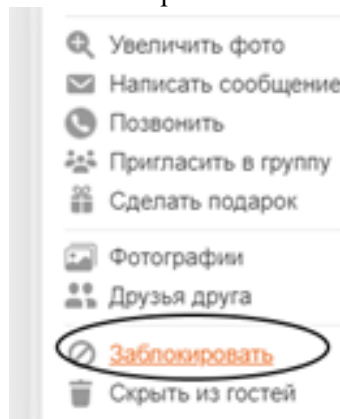 Увеличить фото
Написать сообщение
Позвонить
Пригласить в группу
Сделать подарок
Фотографии
Друзья друга
Заблокировать
Скрыть из гостей